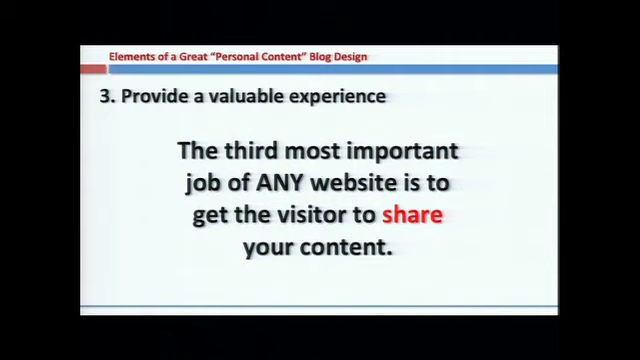 Elements of a Great “Personal Content” Blog Design
3. Provide a valuable experience
The third most important
job of ANY website is to
get the visitor to share
your content.